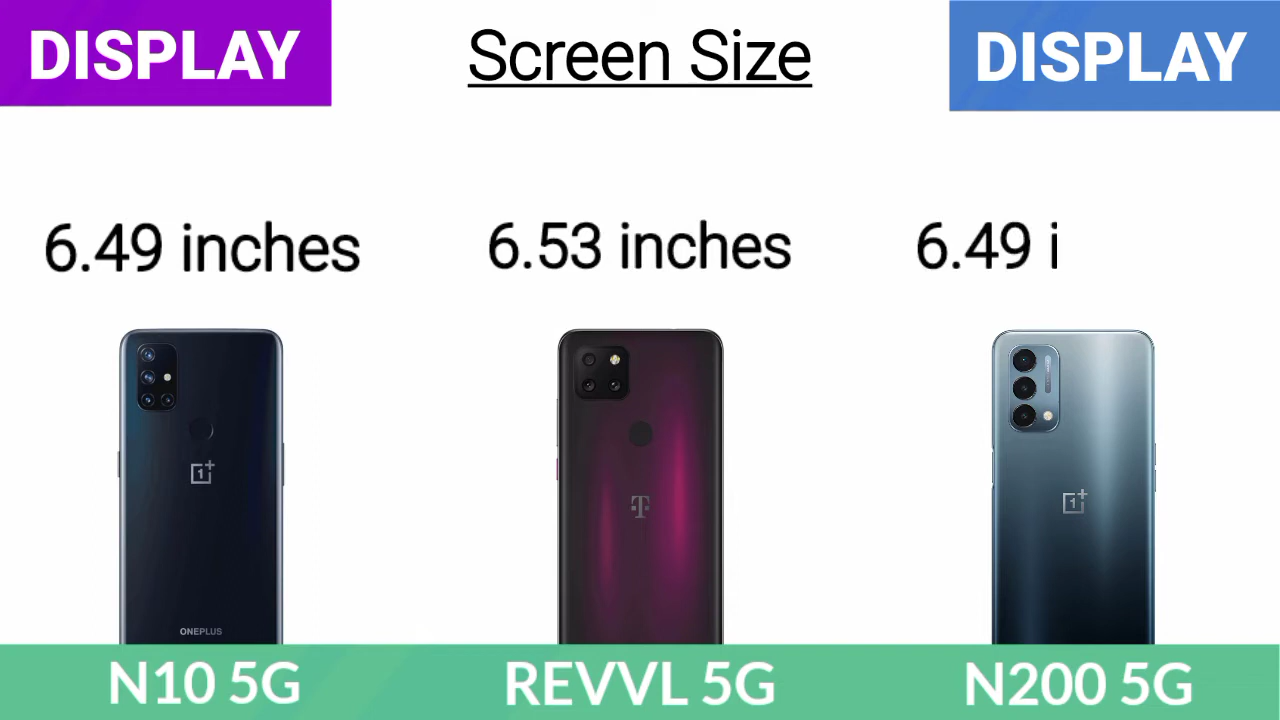 DISPLAY
Screen Size
DISPLAY
6.49 inches
6.53 inches
6.49 i
ONEPLUS
N10 5G
REVVL 5G
N200 5G